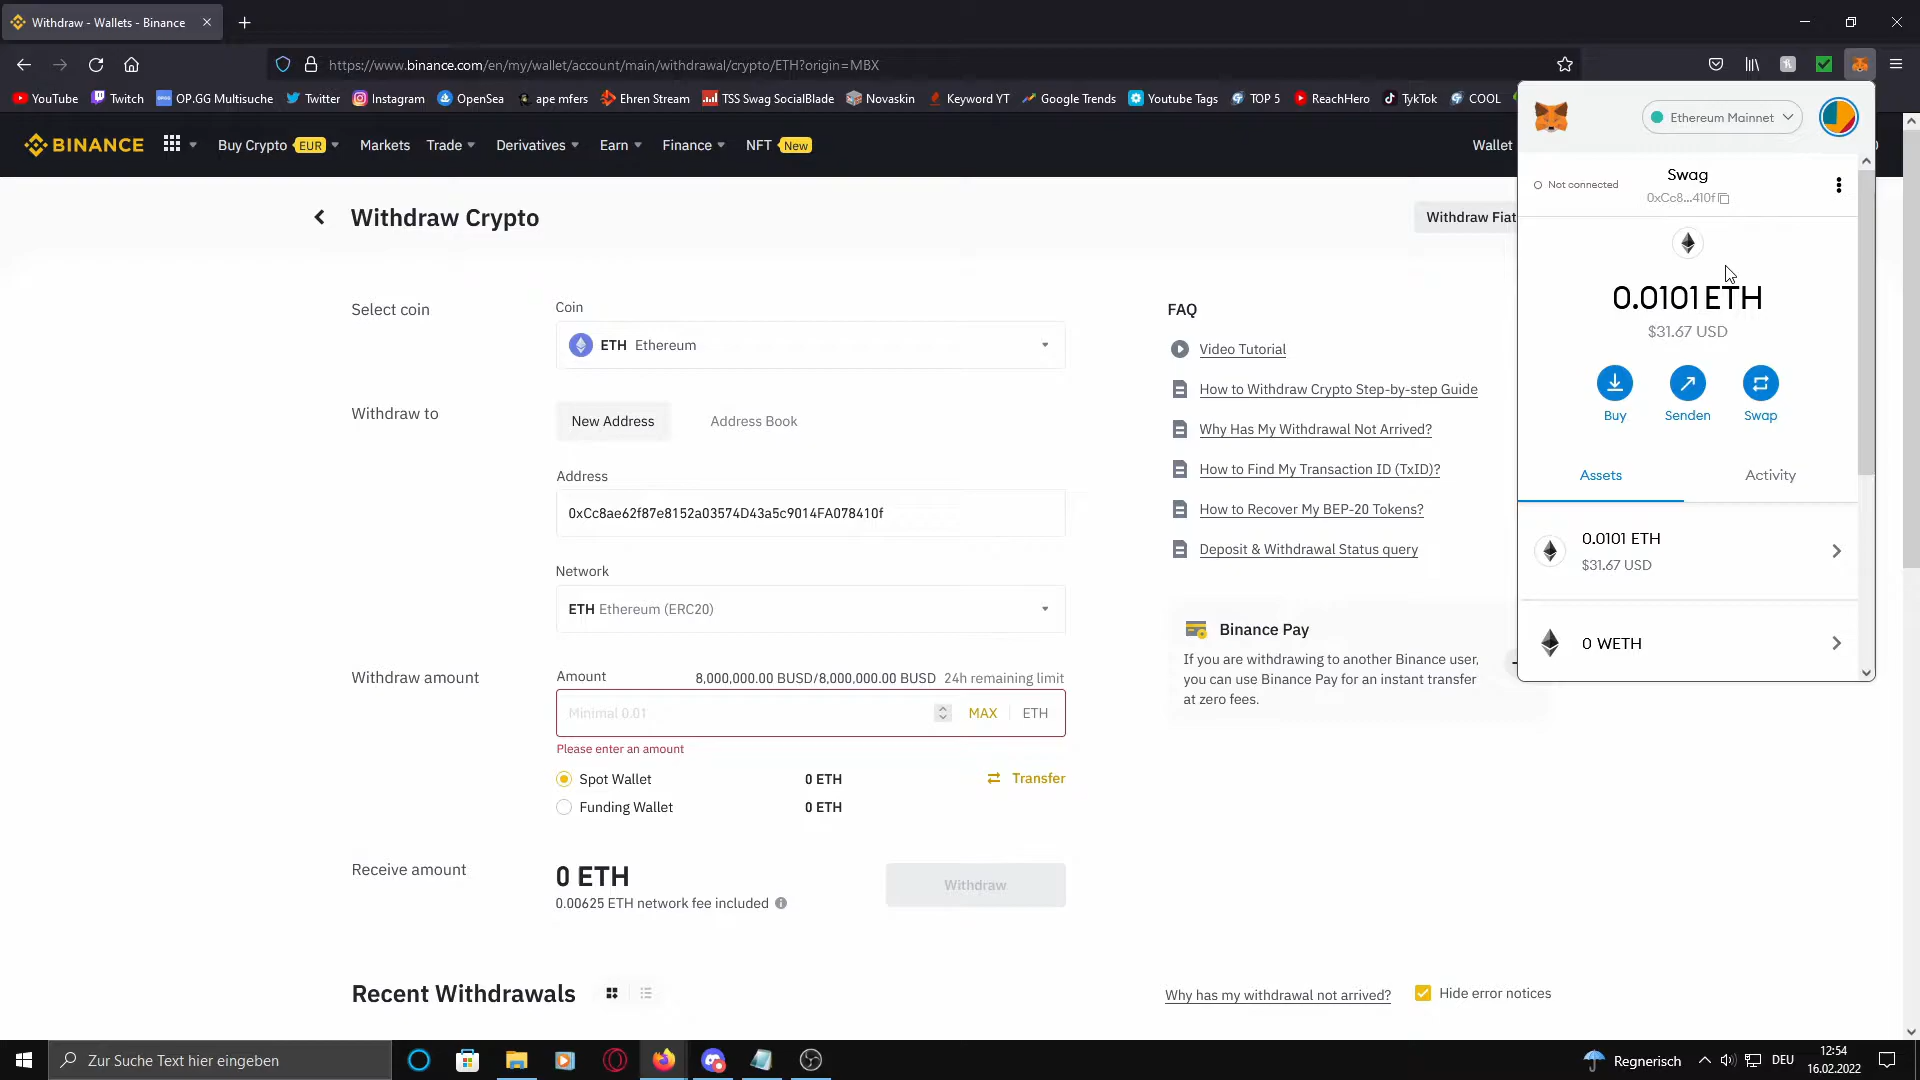 Withdraw - Wallets - Binance
https://www.binance.com/en/my/wallet/account/main/withdrawal/crypto/ETH?origin=MBX
YouTube Twitch OP.GG Multisuche Twitter Instagram OpenSea ape mfers Ehren Stream TSS Swag SocialBlade Novaskin Keyword YT Google Trends Youtube Tags TOP 5 ReachHero TykTok COOL
BINANCE Buy Crypto EUR Markets Trade Derivatives Earn Finance NFT New Wallet
Withdraw Crypto
Withdraw Fiat
Select coin
Coin
ETH Ethereum
Withdraw to
New Address Address Book
Address
0xCc8ae62f87e8152a03574D43a5c9014FA078410f
Network
ETH Ethereum (ERC20)
Withdraw amount
Amount 8,000,000.00 BUSD/8,000,000.00 BUSD 24h remaining limit
Minimal 0.01 MAX ETH
Please enter an amount
Spot Wallet 0 ETH Transfer
Funding Wallet 0 ETH
Receive amount
0 ETH
0.00625 ETH network fee included
Withdraw
FAQ
Video Tutorial
How to Withdraw Crypto Step-by-step Guide
Why Has My Withdrawal Not Arrived?
How to Find My Transaction ID (TxID)?
How to Recover My BEP-20 Tokens?
Deposit & Withdrawal Status query
Binance Pay
If you are withdrawing to another Binance user,
you can use Binance Pay for an instant transfer
at zero fees.
Ethereum Mainnet
Not connected
Swag
0xCc8...410f
0.0101 ETH
$31.67 USD
Buy Senden Swap
Assets Activity
0.0101 ETH
$31.67 USD
0 WETH
Recent Withdrawals
Why has my withdrawal not arrived? Hide error notices
Zur Suche Text hier eingeben
Regnerisch
DEU
12:54
16.02.2022